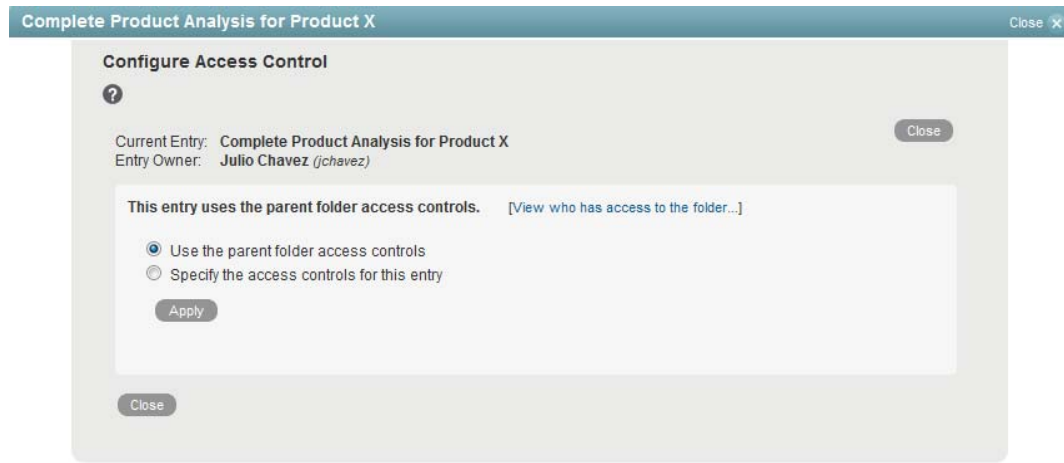 Complete Product Analysis for Product X
Close x
Configure Access Control
?
Close
Current Entry: Complete Product Analysis for Product X
Entry Owner: Julio Chavez (jchavez)
This entry uses the parent folder access controls. [View who has access to the folder...]
Use the parent folder access controls
Specify the access controls for this entry
Apply
Close